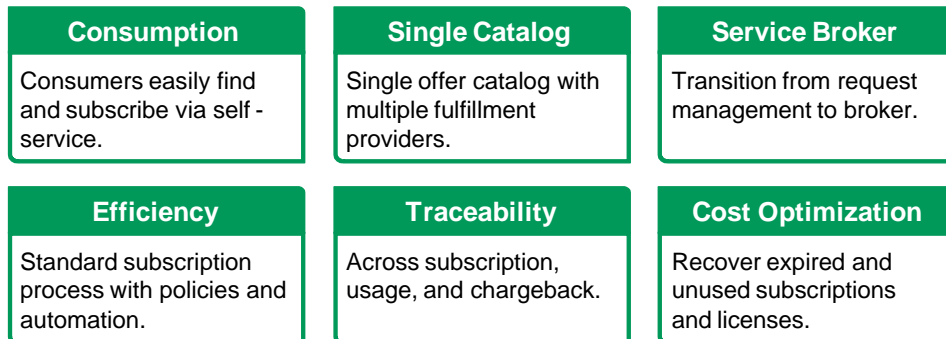 Consumption
Consumers easily find
and subscribe via self -
service.
Single Catalog
Single offer catalog with
multiple fulfillment
providers.
Service Broker
Transition from request
management to broker.
Efficiency
Standard subscription
process with policies and
automation.
Traceability
Across subscription,
usage, and chargeback.
Cost Optimization
Recover expired and
unused subscriptions
and licenses.